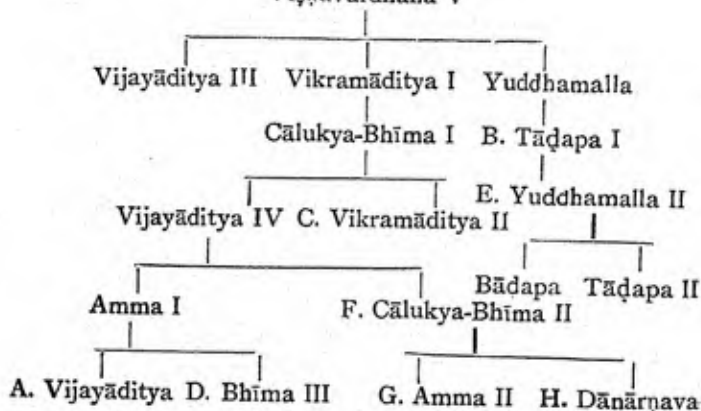 Vijayāditya III Vikramāditya I Yuddhamalla
Cālukya-Bhīma I B. Tāḍapa I
Vijayāditya IV C. Vikramāditya II E. Yuddhamalla II
Amma I F. Cālukya-Bhīma II Bāḍapa Tāḍapa II
A. Vijayāditya D. Bhīma III G. Amma II H. Dānārnava